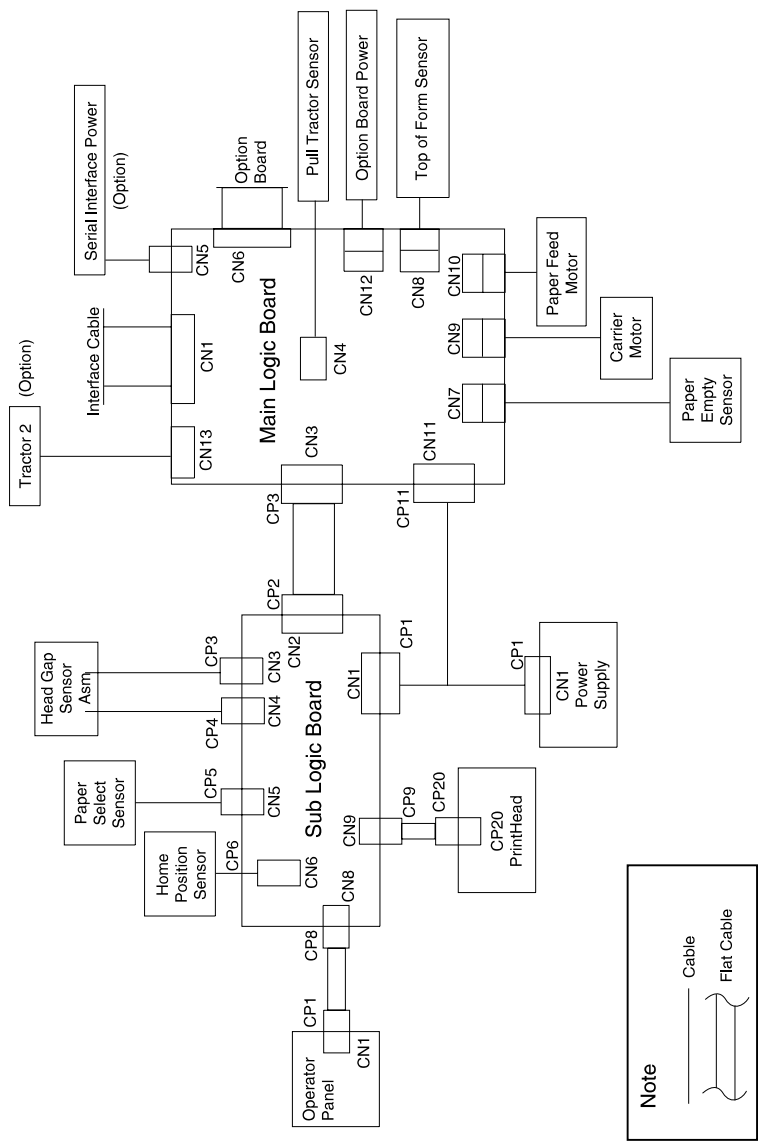 Tractor 2
(Option)
Serial Interface Power
(Option)
Interface Cable
Option
Board
Pull Tractor Sensor
Option Board Power
Top of Form Sensor
CN13
CN1
CN5
CN6
Main Logic Board
CN4
CN12
CN8
CN3
CP3
CN11
CP11
CN7
CN9
CN10
Paper Feed
Motor
Carrier
Motor
Paper
Empty
Sensor
Head Gap
Sensor
Asm
Paper
Select
Sensor
Home
Position
Sensor
CP6
CP5
CP4
CP3
CP2
CN6
CN5
CN4
CN3
CN2
Sub Logic Board
CN8
CP8
CN9
CP9
CN1
CP1
CP20
CP20
PrintHead
CP1
CN1
Power
Supply
CP1
CN1
Operator
Panel
Note
Cable
Flat Cable